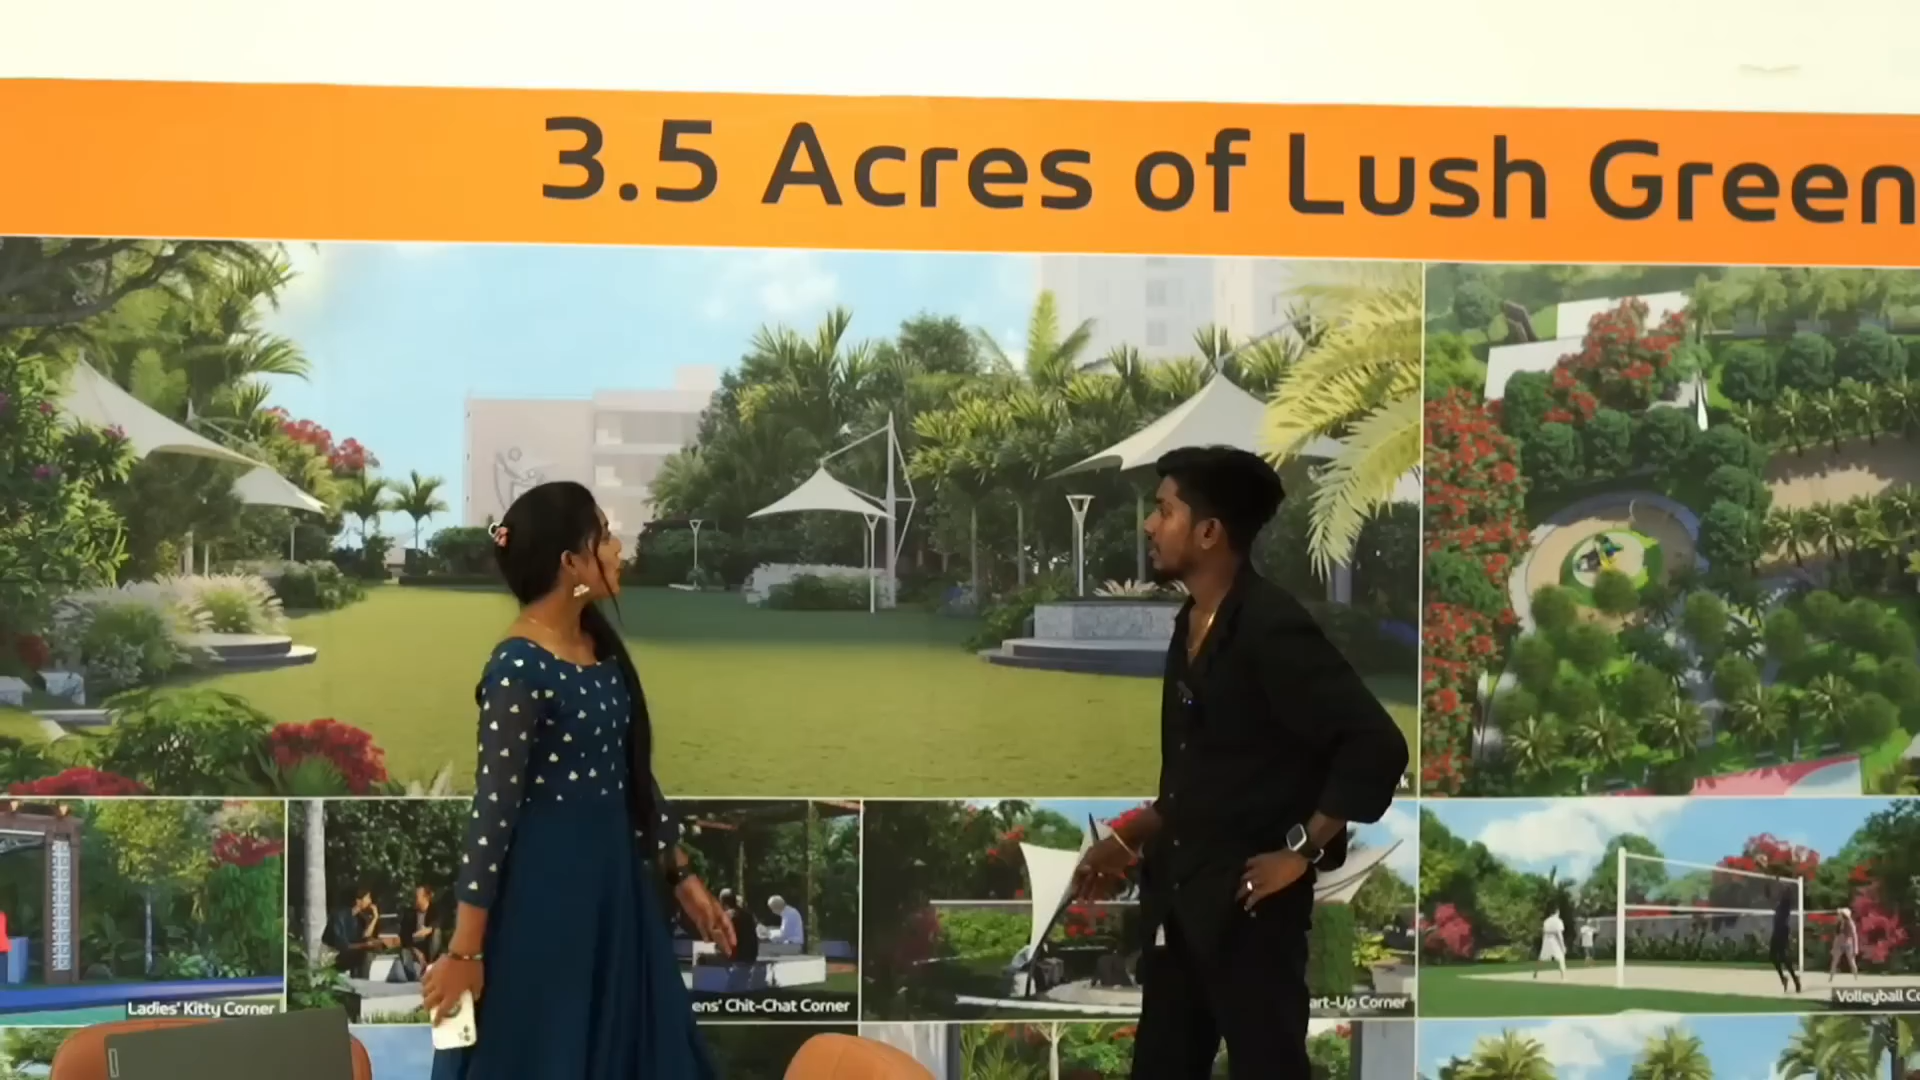 3.5 Acres of Lush Green
Ladies' Kitty Corner
ens' Chit-Chat Corner
art-Up Corner
Volleyball Co